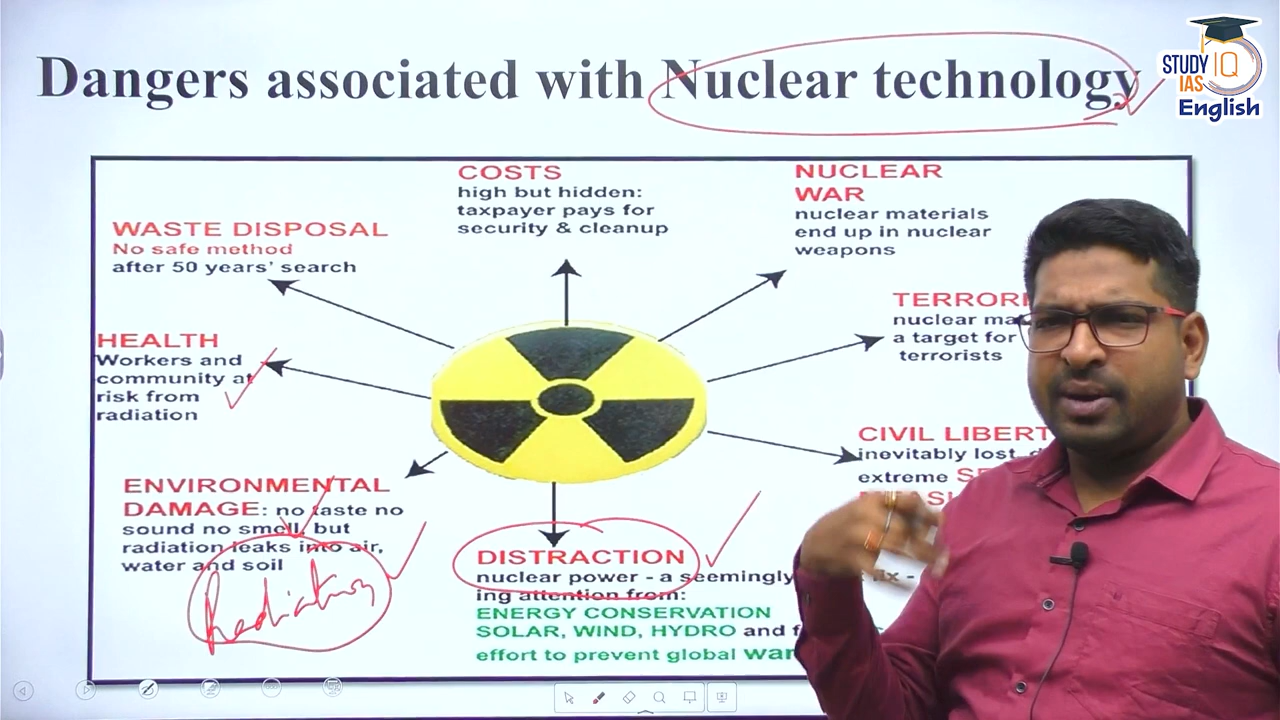 Dangers associated with Nuclear technology
STUDY IQ
IAS
English
COSTS
high but hidden:
taxpayer pays for
security & cleanup
NUCLEAR
WAR
nuclear materials
end up in nuclear
weapons
WASTE DISPOSAL
No safe method
after 50 years' search
nuclear
a target for
terrorists
HEALTH
Workers and
community at
risk from
radiation
CIVIL
inevitably lost
extreme
ENVIRONMENTAL
DAMAGE: no taste no
sound no smell, but
radiation leaks into air,
water and soil
DISTRACTION
nuclear power - a seemingly
ing attention from:
ENERGY CONSERVATION
SOLAR, WIND, HYDRO and
effort to prevent global